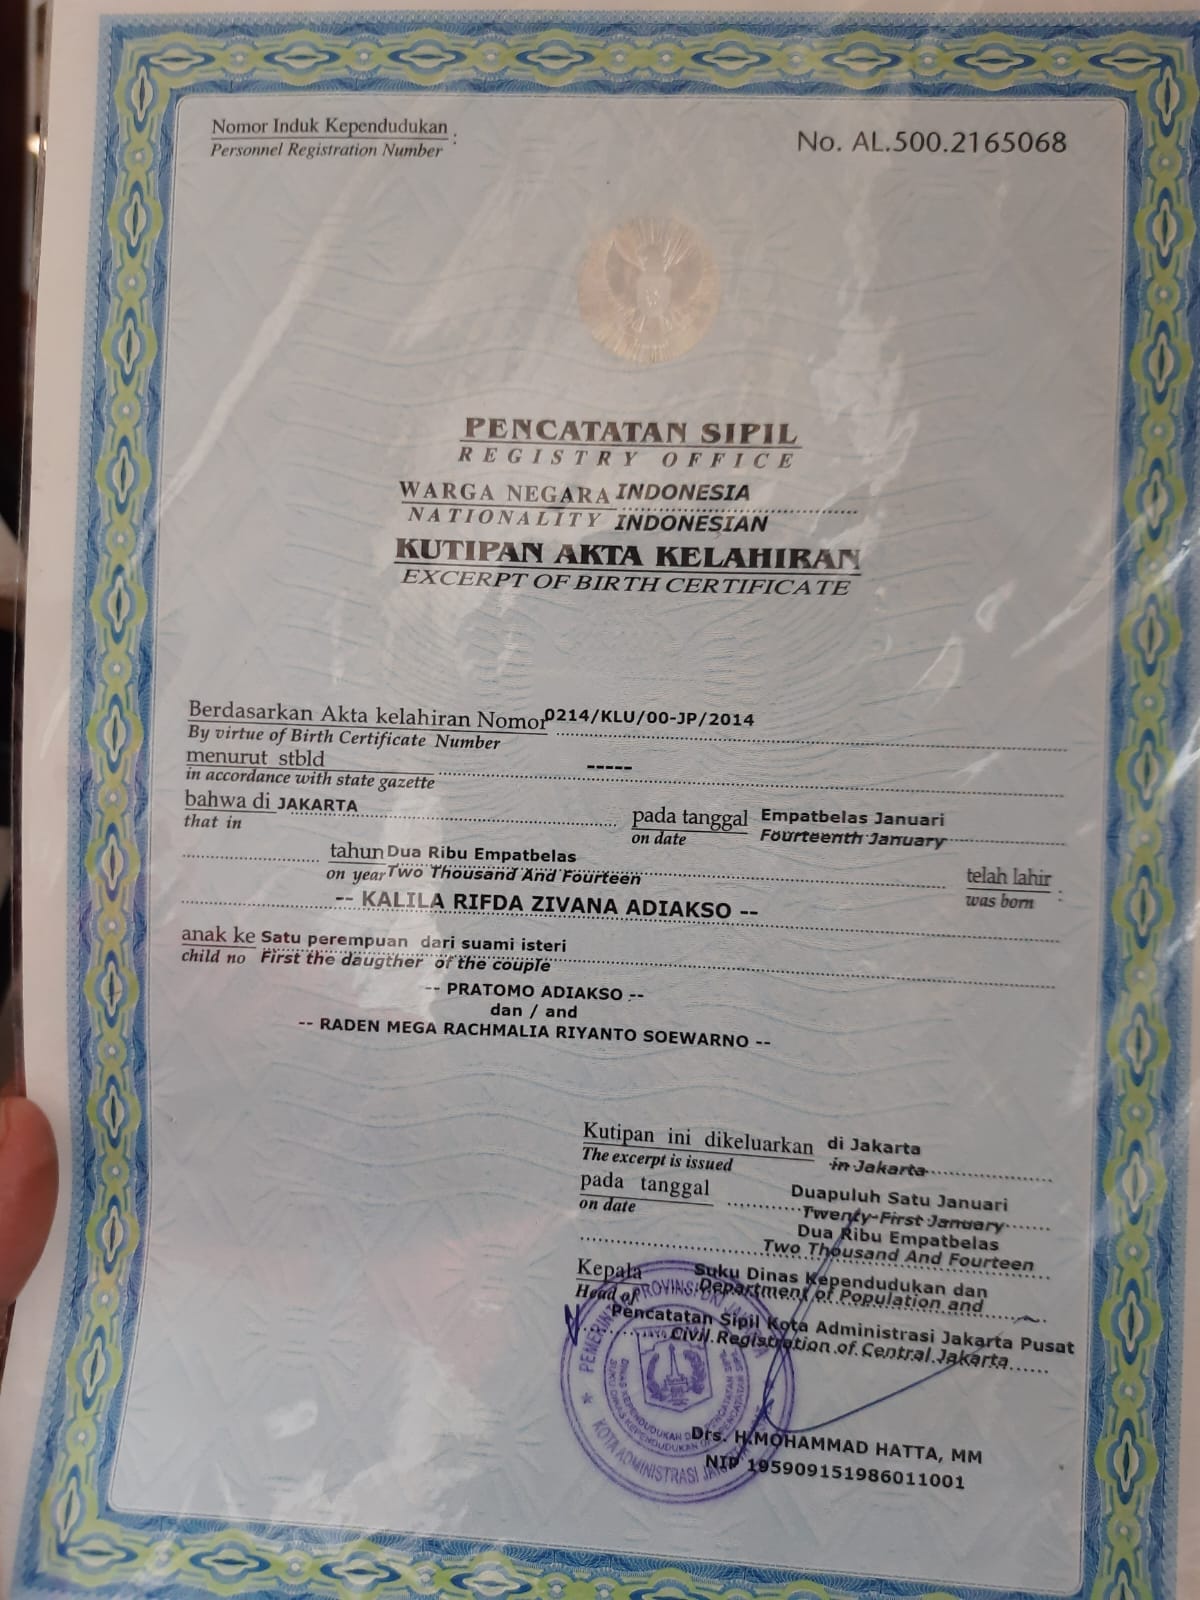 Nomor Induk Kependudukan :
Personnel Registration Number
No. AL.500.2165068
PENCATATAN SIPIL
REGISTRY OFFICE
WARGA NEGARA INDONESIA
NATIONALITY INDONESIAN
KUTIPAN AKTA KELAHIRAN
EXCERPT OF BIRTH CERTIFICATE
Berdasarkan Akta kelahiran Nomor 0214/KLU/00-JP/2014
By virtue of Birth Certificate Number
menurut stbld -----
in accordance with state gazette
bahwa di JAKARTA pada tanggal Empatbelas Januari
that in on date Fourteenth January
tahun Dua Ribu Empatbelas telah lahir :
on year Two Thousand And Fourteen was born
-- KALILA RIFDA ZIVANA ADIAKSO --
anak ke Satu perempuan dari suami isteri
child no First the daugther of the couple
-- PRATOMO ADIAKSO --
dan / and
-- RADEN MEGA RACHMALIA RIYANTO SOEWARNO --
Kutipan ini dikeluarkan di Jakarta
The excerpt is issued in Jakarta
pada tanggal Duapuluh Satu Januari
on date Twenty-First January
Dua Ribu Empatbelas
Two Thousand And Fourteen
Kepala Suku Dinas Kependudukan dan
Head of Department of Population and
Pencatatan Sipil Kota Administrasi Jakarta Pusat
Civil Registration of Central Jakarta
Drs. H.MOHAMMAD HATTA, MM
NIP 195909151986011001
PROVINSI DKI
KOTA ADMINISTRASI